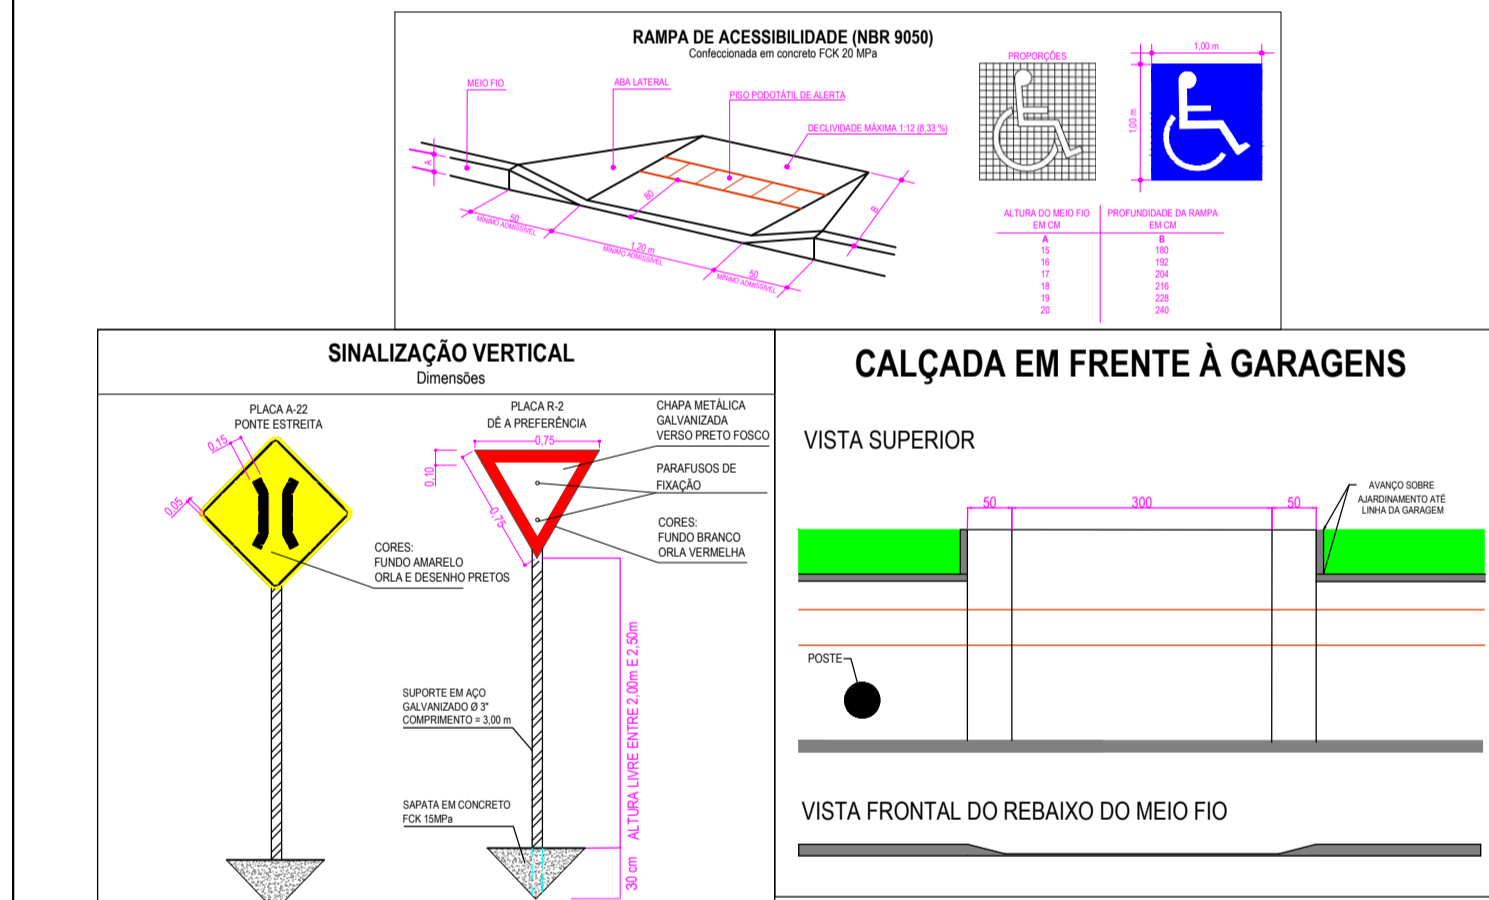 RAMPA DE ACESSIBILIDADE (NBR 9050)
Confeccionada em concreto FCK 20 MPa
MEIO FIO
ABA LATERAL
PISO PODOTÁTIL DE ALERTA
DECLIVIDADE MÁXIMA 1:12 (8,33 %)
A
80
B
50
MÍNIMO ADMISSÍVEL
1,20 m
MÍNIMO ADMISSÍVEL
50
MÍNIMO ADMISSÍVEL
PROPORÇÕES
1,00 m
1,00 m
ALTURA DO MEIO FIO
EM CM
PROFUNDIDADE DA RAMPA
EM CM
A B
15 180
16 192
17 204
18 216
19 228
20 240
SINALIZAÇÃO VERTICAL
Dimensões
PLACA A-22
PONTE ESTREITA
0,15
0,05
CORES:
FUNDO AMARELO
ORLA E DESENHO PRETOS
PLACA R-2
DÊ A PREFERÊNCIA
0,75
0,10
0,75
CHAPA METÁLICA
GALVANIZADA
VERSO PRETO FOSCO
PARAFUSOS DE
FIXAÇÃO
CORES:
FUNDO BRANCO
ORLA VERMELHA
SUPORTE EM AÇO
GALVANIZADO Ø 3"
COMPRIMENTO = 3,00 m
SAPATA EM CONCRETO
FCK 15MPa
ALTURA LIVRE ENTRE 2,00m E 2,50m
30 cm
CALÇADA EM FRENTE À GARAGENS
VISTA SUPERIOR
50
300
50
AVANÇO SOBRE
AJARDINAMENTO ATÉ
LINHA DA GARAGEM
POSTE
VISTA FRONTAL DO REBAIXO DO MEIO FIO